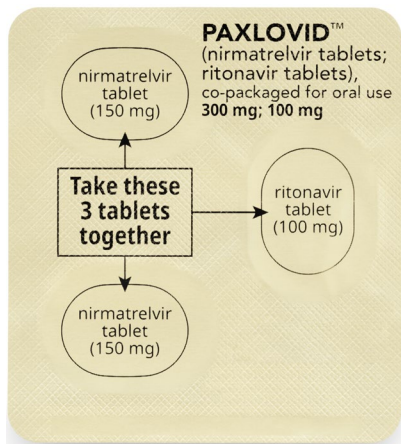 PAXLOVID™
(nirmatrelvir tablets;
ritonavir tablets),
co-packaged for oral use
300 mg; 100 mg
nirmatrelvir
tablet
(150 mg)
Take these
3 tablets
together
ritonavir
tablet
(100 mg)
nirmatrelvir
tablet
(150 mg)